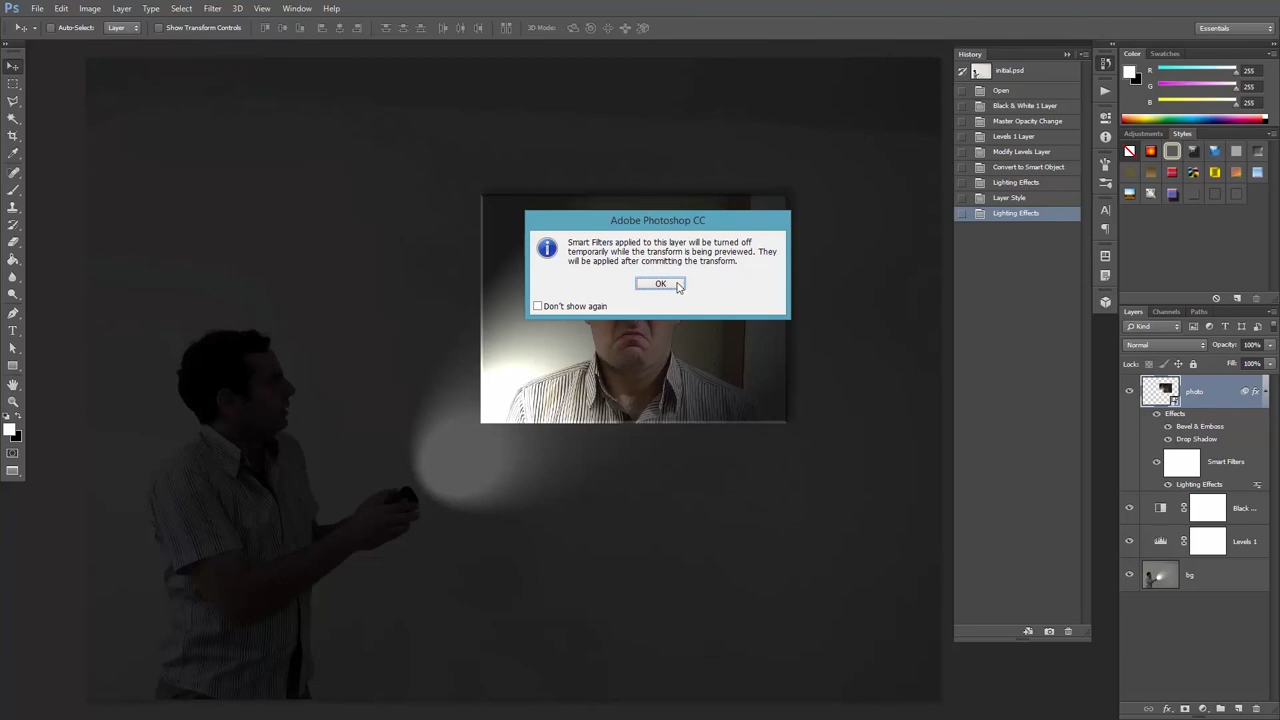 Ps File Edit Image Layer Type Select Filter 3D View Window Help
Auto-Select: Layer Show Transform Controls 3D Mode: Essentials
History
initial.psd
Open
Black & White 1 Layer
Master Opacity Change
Levels 1 Layer
Modify Levels Layer
Convert to Smart Object
Lighting Effects
Layer Style
Lighting Effects
Adobe Photoshop CC
Smart Filters applied to this layer will be turned off
temporarily while the transform is being previewed. They
will be applied after committing the transform.
OK
Don't show again
Color Swatches
R 255
G 255
B 255
Adjustments Styles
Layers Channels Paths
Kind
Normal Opacity: 100%
Lock: Fill: 100%
photo fx
Effects
Bevel & Emboss
Drop Shadow
Smart Filters
Lighting Effects
Black ...
Levels 1
bg
fx